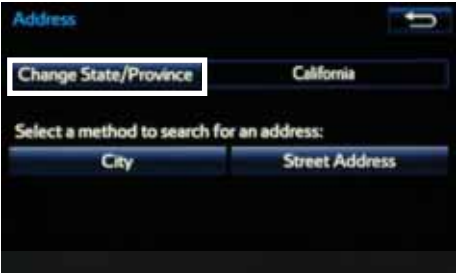 Address
Change State/Province California
Select a method to search for an address:
City Street Address